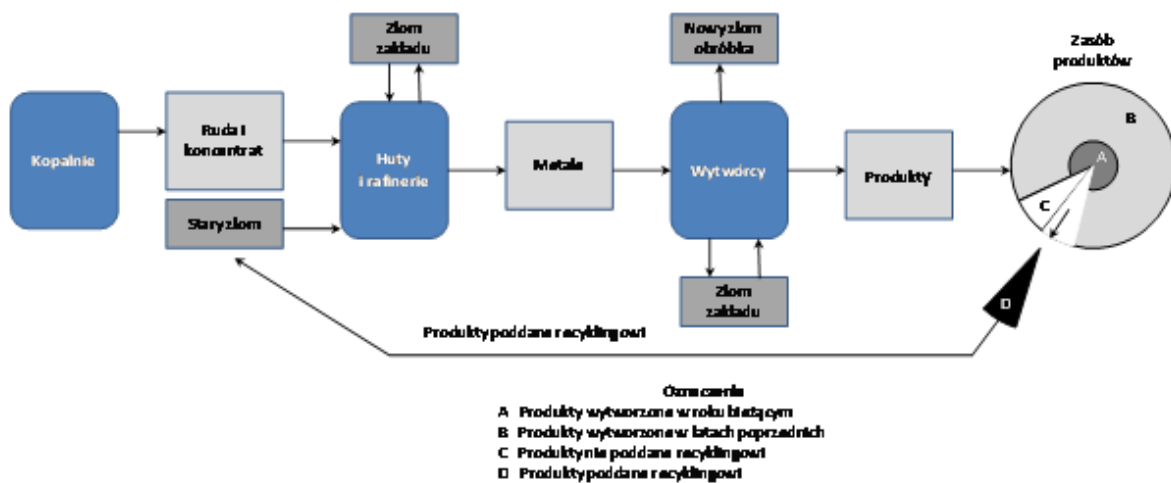 Złom
zakładu
Nowy złom
obróbka
Zasób
produktów
Kopalnie
Ruda i
koncentrat
Huty
i rafinerie
Metale
Wytwórcy
Produkty
B
A
C
Stary złom
Złom
zakładu
D
Produkty poddane recyklingowi
Oznaczenie
A Produkty wytworzone w roku bieżącym
B Produkty wytworzone w latach poprzednich
C Produkty nie poddane recyklingowi
D Produkty poddane recyklingowi